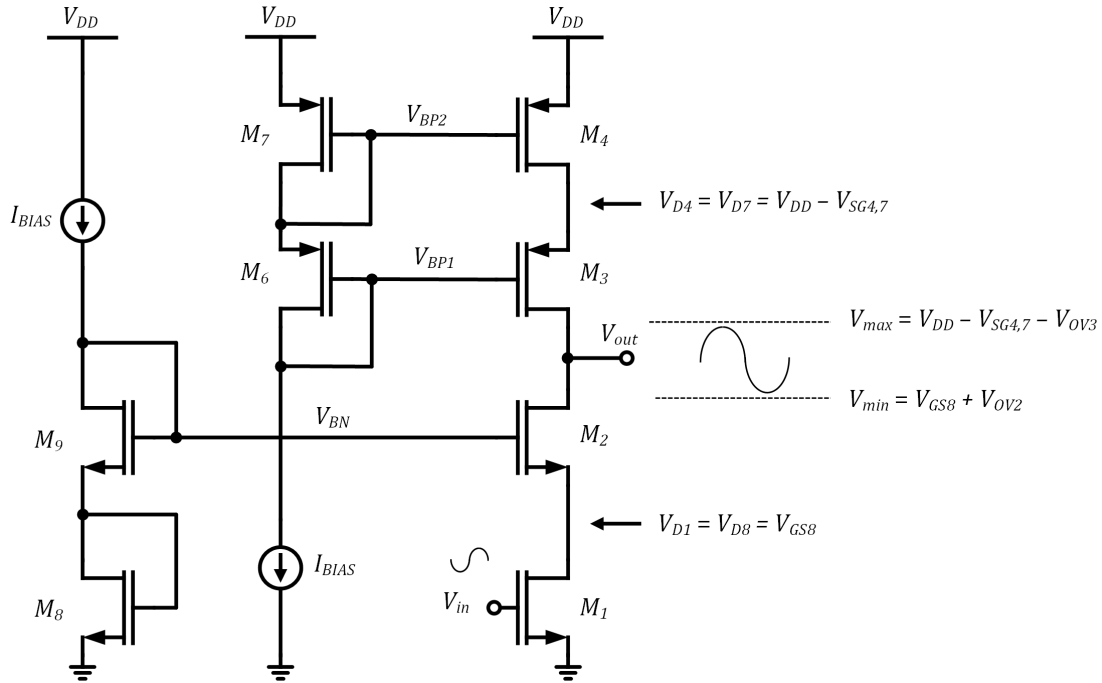 V_DD
V_DD
V_DD
M_7
V_BP2
M_4
I_BIAS
V_D4 = V_D7 = V_DD – V_SG4,7
M_6
V_BP1
M_3
V_out
V_max = V_DD – V_SG4,7 – V_OV3
V_min = V_GS8 + V_OV2
M_9
V_BN
M_2
V_D1 = V_D8 = V_GS8
I_BIAS
M_8
V_in
M_1